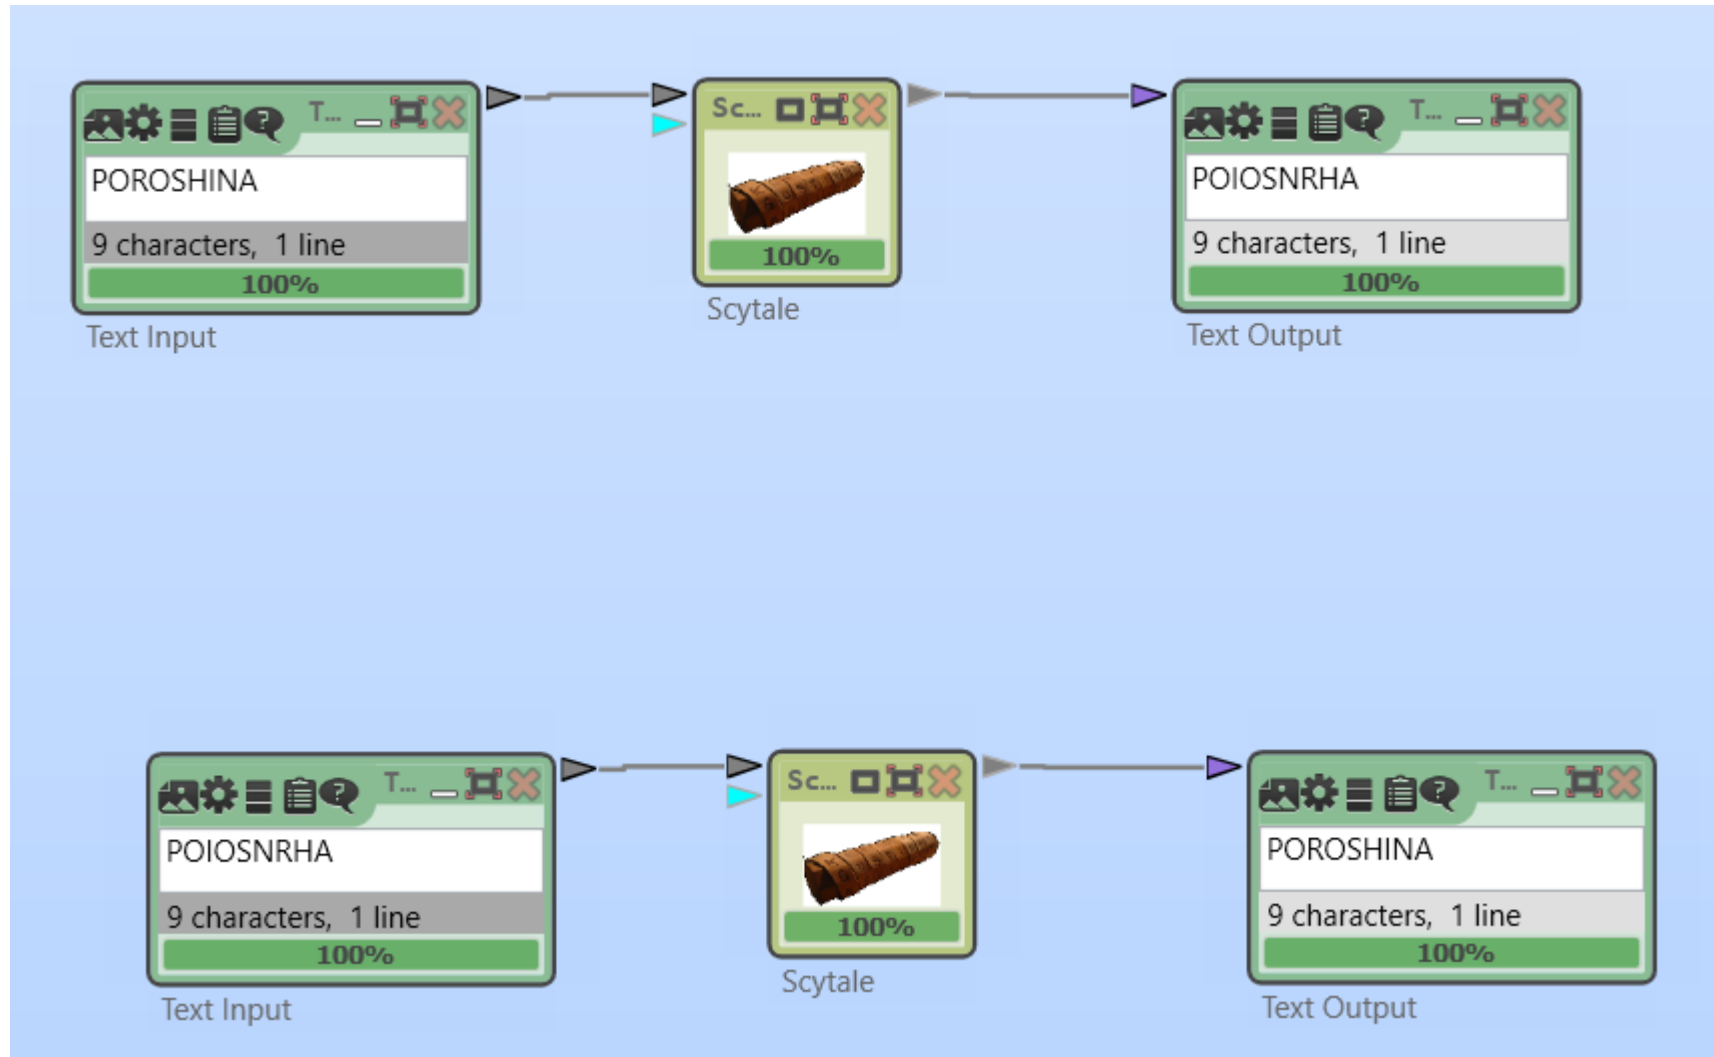 T...
POROSHINA
9 characters, 1 line
100%
Text Input
Sc...
100%
Scytale
T...
POIOSNRHA
9 characters, 1 line
100%
Text Output
T...
POIOSNRHA
9 characters, 1 line
100%
Text Input
Sc...
100%
Scytale
T...
POROSHINA
9 characters, 1 line
100%
Text Output